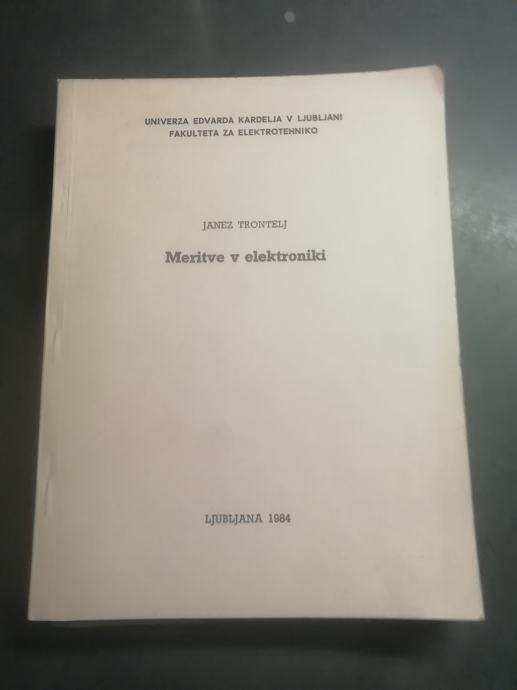 UNIVERZA EDVARDA KARDELJA V LJUBLJANI
FAKULTETA ZA ELEKTROTEHNIKO
JANEZ TRONTELJ
Meritve v elektroniki
LJUBLJANA 1984